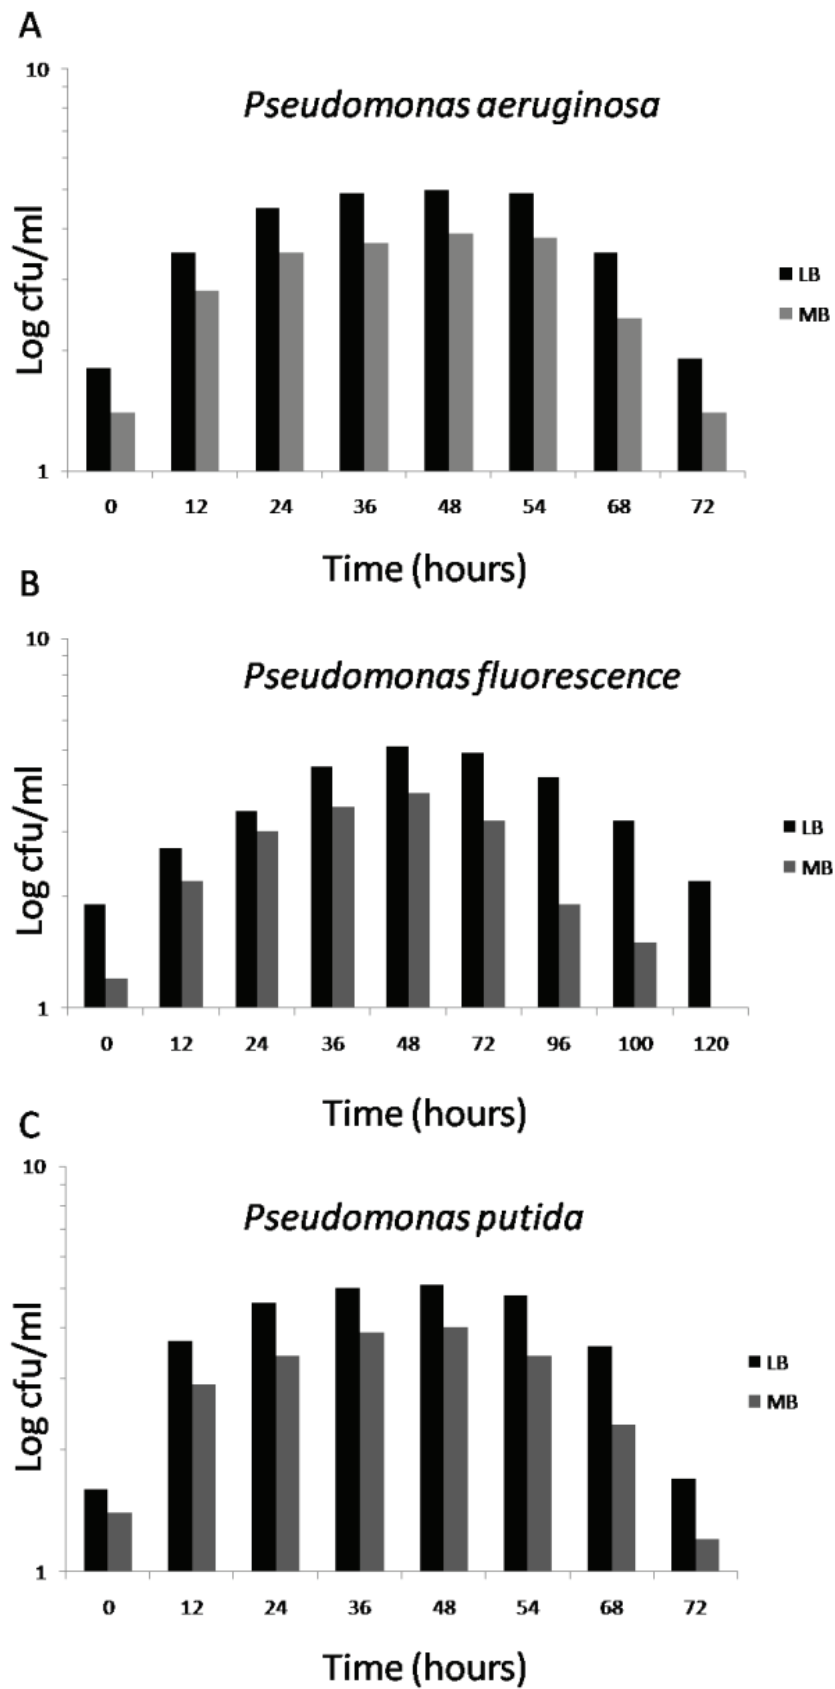 A
10
Pseudomonas aeruginosa
Log cfu/ml
LB
MB
1
0 12 24 36 48 54 68 72
Time (hours)
B
10
Pseudomonas fluorescence
Log cfu/ml
LB
MB
1
0 12 24 36 48 72 96 100 120
Time (hours)
C
10
Pseudomonas putida
Log cfu/ml
LB
MB
1
0 12 24 36 48 54 68 72
Time (hours)